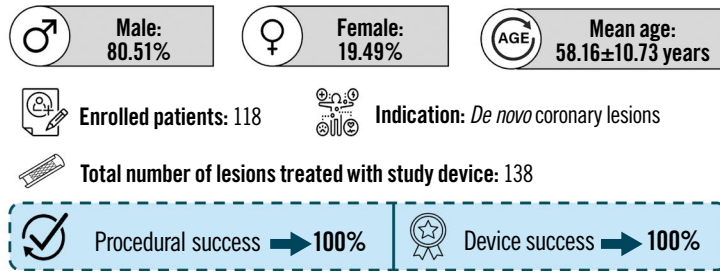 Male:
80.51%
Female:
19.49%
AGE
Mean age:
58.16±10.73 years
Enrolled patients: 118
Indication: De novo coronary lesions
Total number of lesions treated with study device: 138
Procedural success 100%
Device success 100%